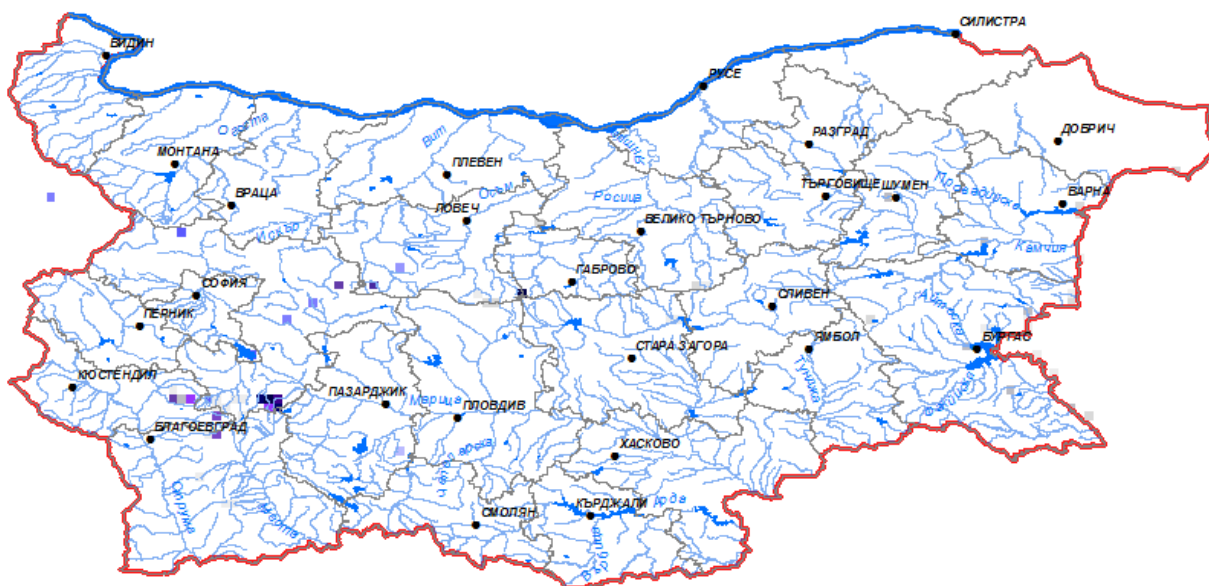 СИЛИСТРА
ВИДИН
РУСЕ
Огоста
Вит
РАЗГРАД
ДОБРИЧ
МОНТАНА
ПЛЕВЕН
ВРАЦА
Осъм
Росица
ТЪРГОВИЩЕ
ШУМЕН
Провадийска
ВАРНА
ЛОВЕЧ
ВЕЛИКО ТЪРНОВО
Искър
Камчия
СОФИЯ
ГАБРОВО
СЛИВЕН
ПЕРНИК
СТАРА ЗАГОРА
ЯМБОЛ
БУРГАС
КЮСТЕНДИЛ
ПАЗАРДЖИК
Марица
ПЛОВДИВ
Тунджа
БЛАГОЕВГРАД
ХАСКОВО
Струма
Места
СМОЛЯН
КЪРДЖАЛИ
Арда